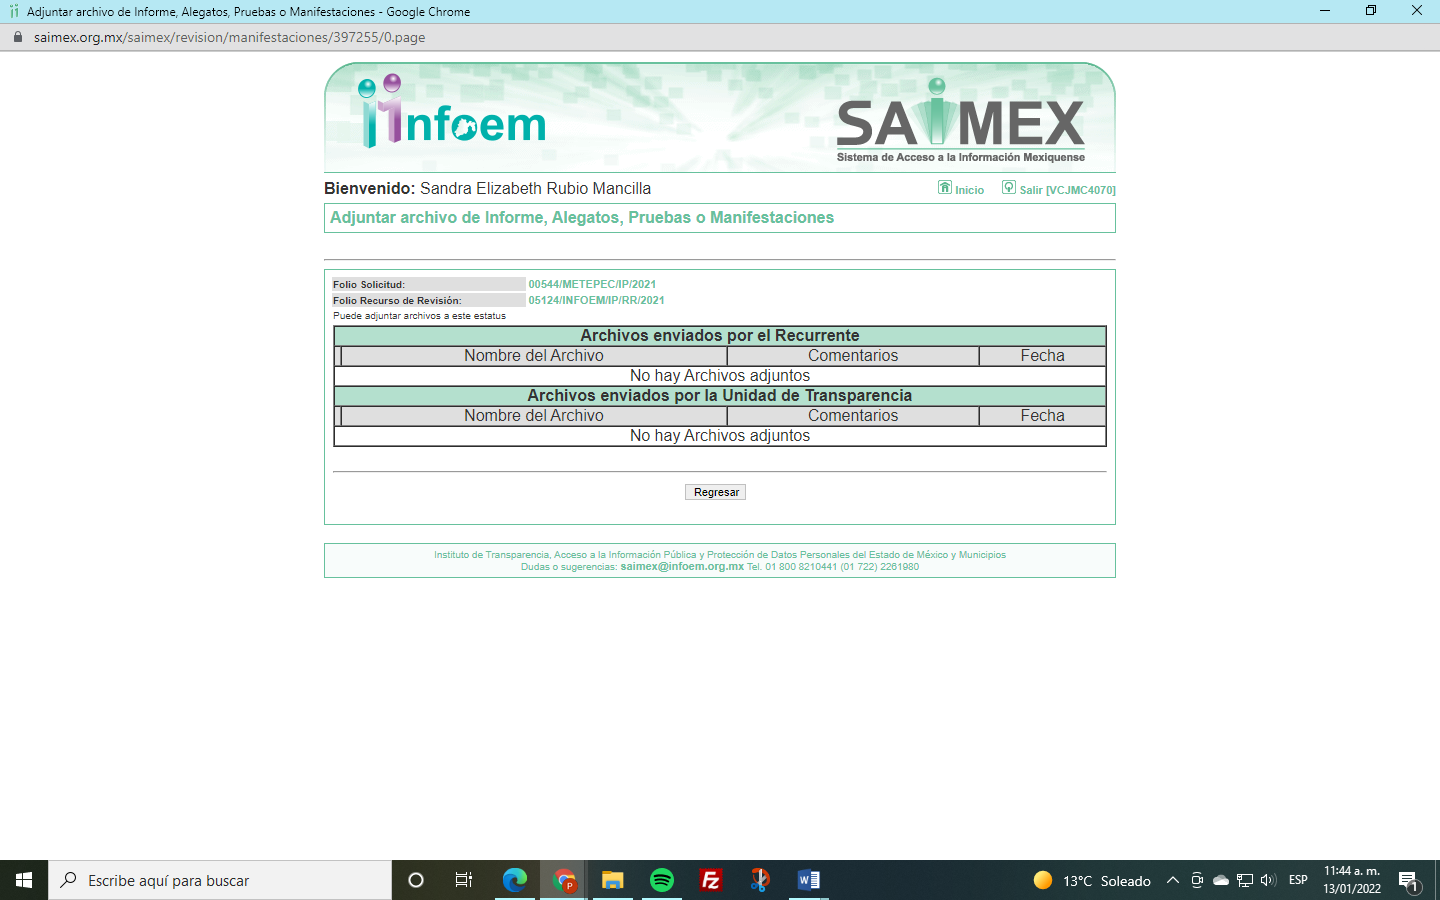 Adjuntar archivo de Informe, Alegatos, Pruebas o Manifestaciones - Google Chrome
saimex.org.mx/saimex/revision/manifestaciones/397255/0.page
infoem
SAIMEX
Sistema de Acceso a la Información Mexiquense
Bienvenido: Sandra Elizabeth Rubio Mancilla
Inicio Salir [VCJMC4070]
Adjuntar archivo de Informe, Alegatos, Pruebas o Manifestaciones
Folio Solicitud: 00544/METEPEC/IP/2021
Folio Recurso de Revisión: 05124/INFOEM/IP/RR/2021
Puede adjuntar archivos a este estatus
Archivos enviados por el Recurrente
Nombre del Archivo Comentarios Fecha
No hay Archivos adjuntos
Archivos enviados por la Unidad de Transparencia
Nombre del Archivo Comentarios Fecha
No hay Archivos adjuntos
Regresar
Instituto de Transparencia, Acceso a la Información Pública y Protección de Datos Personales del Estado de México y Municipios
Dudas o sugerencias: saimex@infoem.org.mx Tel. 01 800 8210441 (01 722) 2261980
Escribe aquí para buscar
P
Fz
W
13°C Soleado
ESP
11:44 a. m.
13/01/2022
1